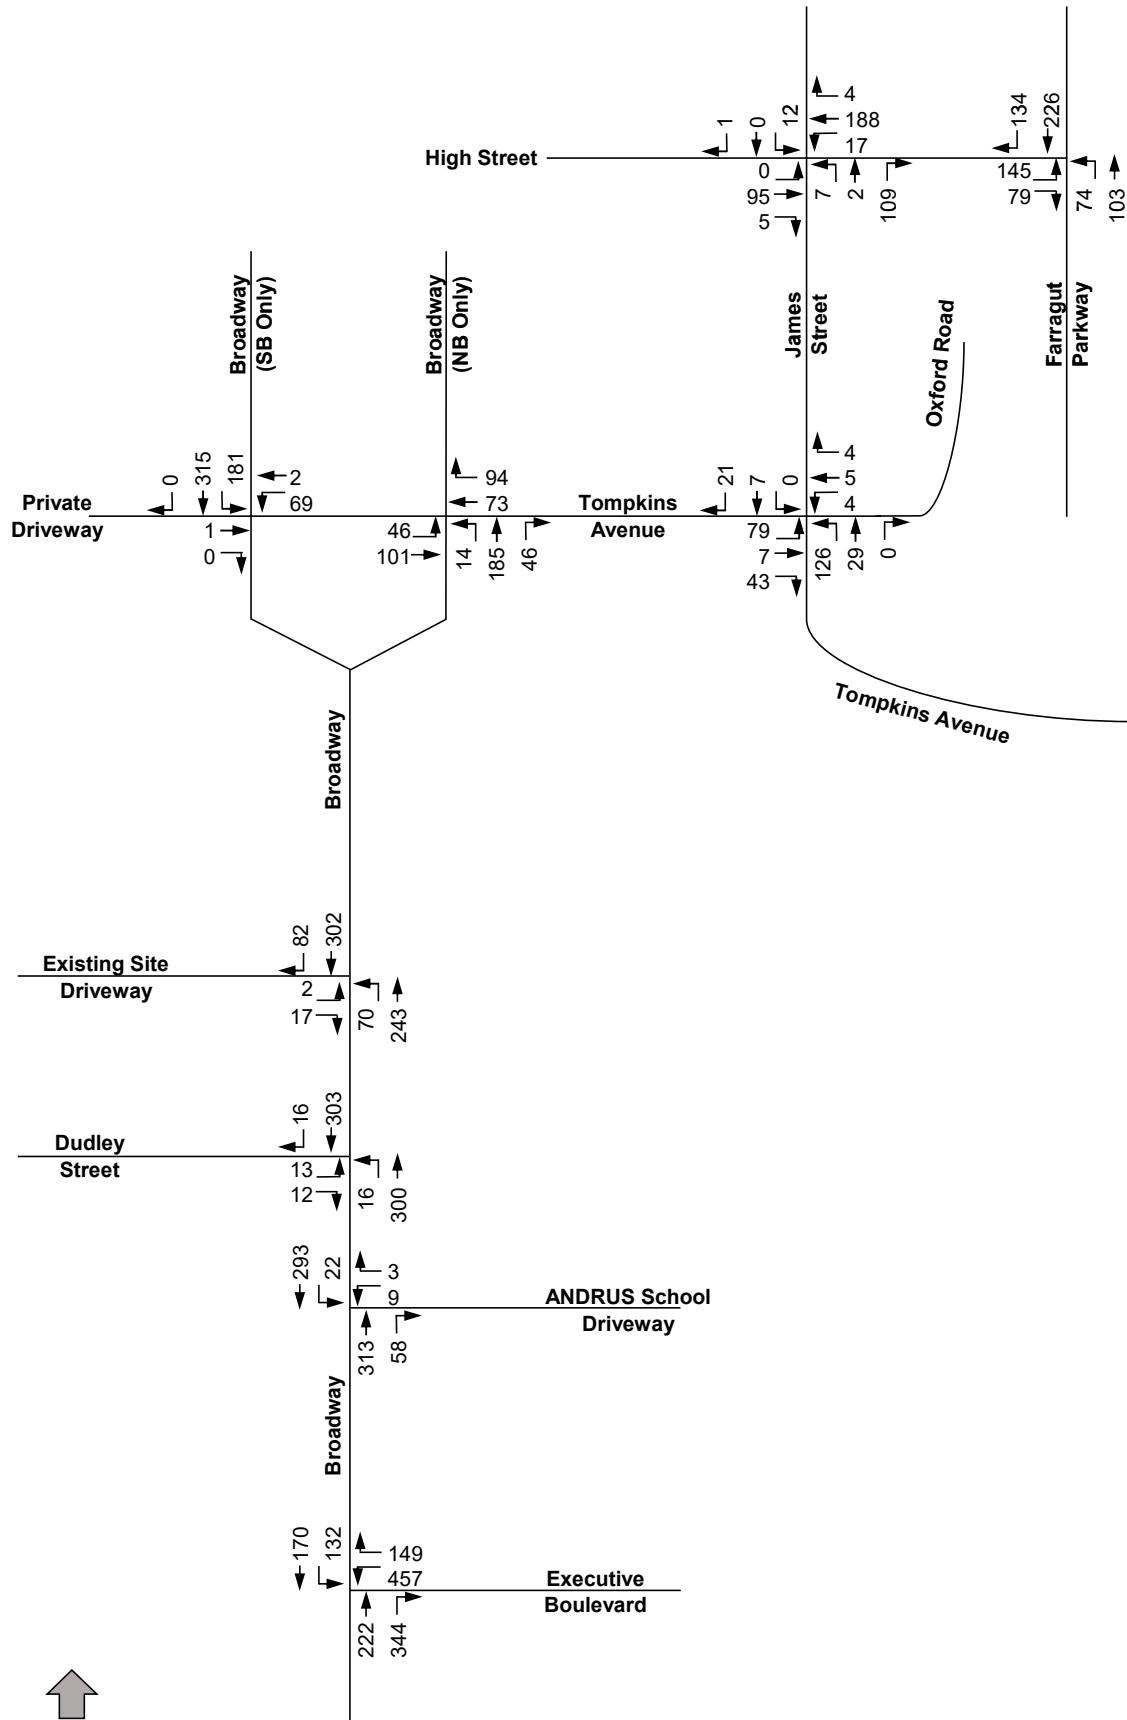 4
188
17
1
0
12
134
226
High Street
0
95
5
7
2
109
145
79
74
103
Broadway
(SB Only)
Broadway
(NB Only)
James
Street
Oxford Road
Farragut
Parkway
0
315
181
2
69
94
73
21
7
0
4
5
4
Private
Driveway
Tompkins
Avenue
1
0
46
101
14
185
46
79
7
43
126
29
0
Tompkins Avenue
Broadway
82
302
Existing Site
Driveway
2
17
70
243
16
303
Dudley
Street
13
12
16
300
293
22
3
9
ANDRUS School
Driveway
313
58
Broadway
170
132
149
457
Executive
Boulevard
222
344